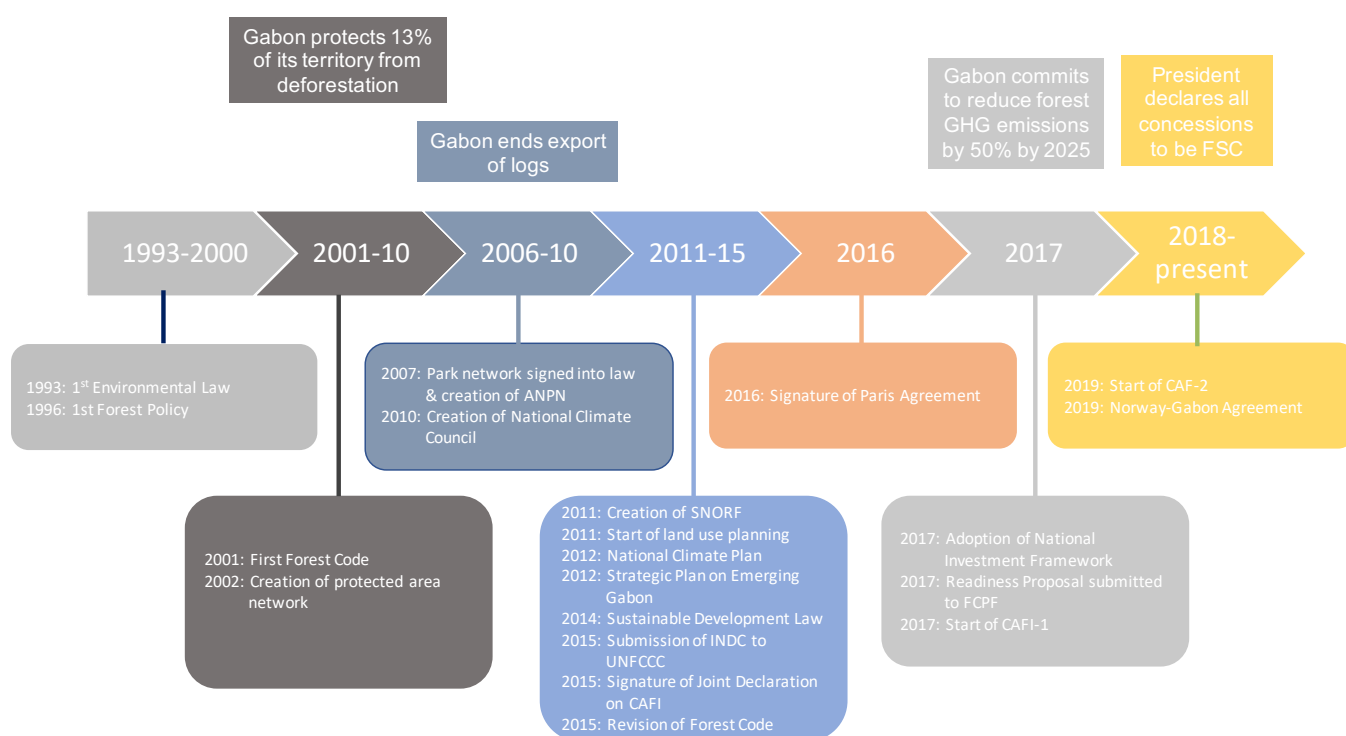 Gabon protects 13%
of its territory from
deforestation
Gabon ends export
of logs
Gabon commits
to reduce forest
GHG emissions
by 50% by 2025
President
declares all
concessions
to be FSC
1993-2000
2001-10
2006-10
2011-15
2016
2017
2018-
present
1993: 1st Environmental Law
1996: 1st Forest Policy
2007: Park network signed into law
& creation of ANPN
2010: Creation of National Climate
Council
2016: Signature of Paris Agreement
2019: Start of CAF-2
2019: Norway-Gabon Agreement
2001: First Forest Code
2002: Creation of protected area
network
2011: Creation of SNORF
2011: Start of land use planning
2012: National Climate Plan
2012: Strategic Plan on Emerging
Gabon
2014: Sustainable Development Law
2015: Submission of INDC to
UNFCCC
2015: Signature of Joint Declaration
on CAFI
2015: Revision of Forest Code
2017: Adoption of National
Investment Framework
2017: Readiness Proposal submitted
to FCPF
2017: Start of CAFI-1